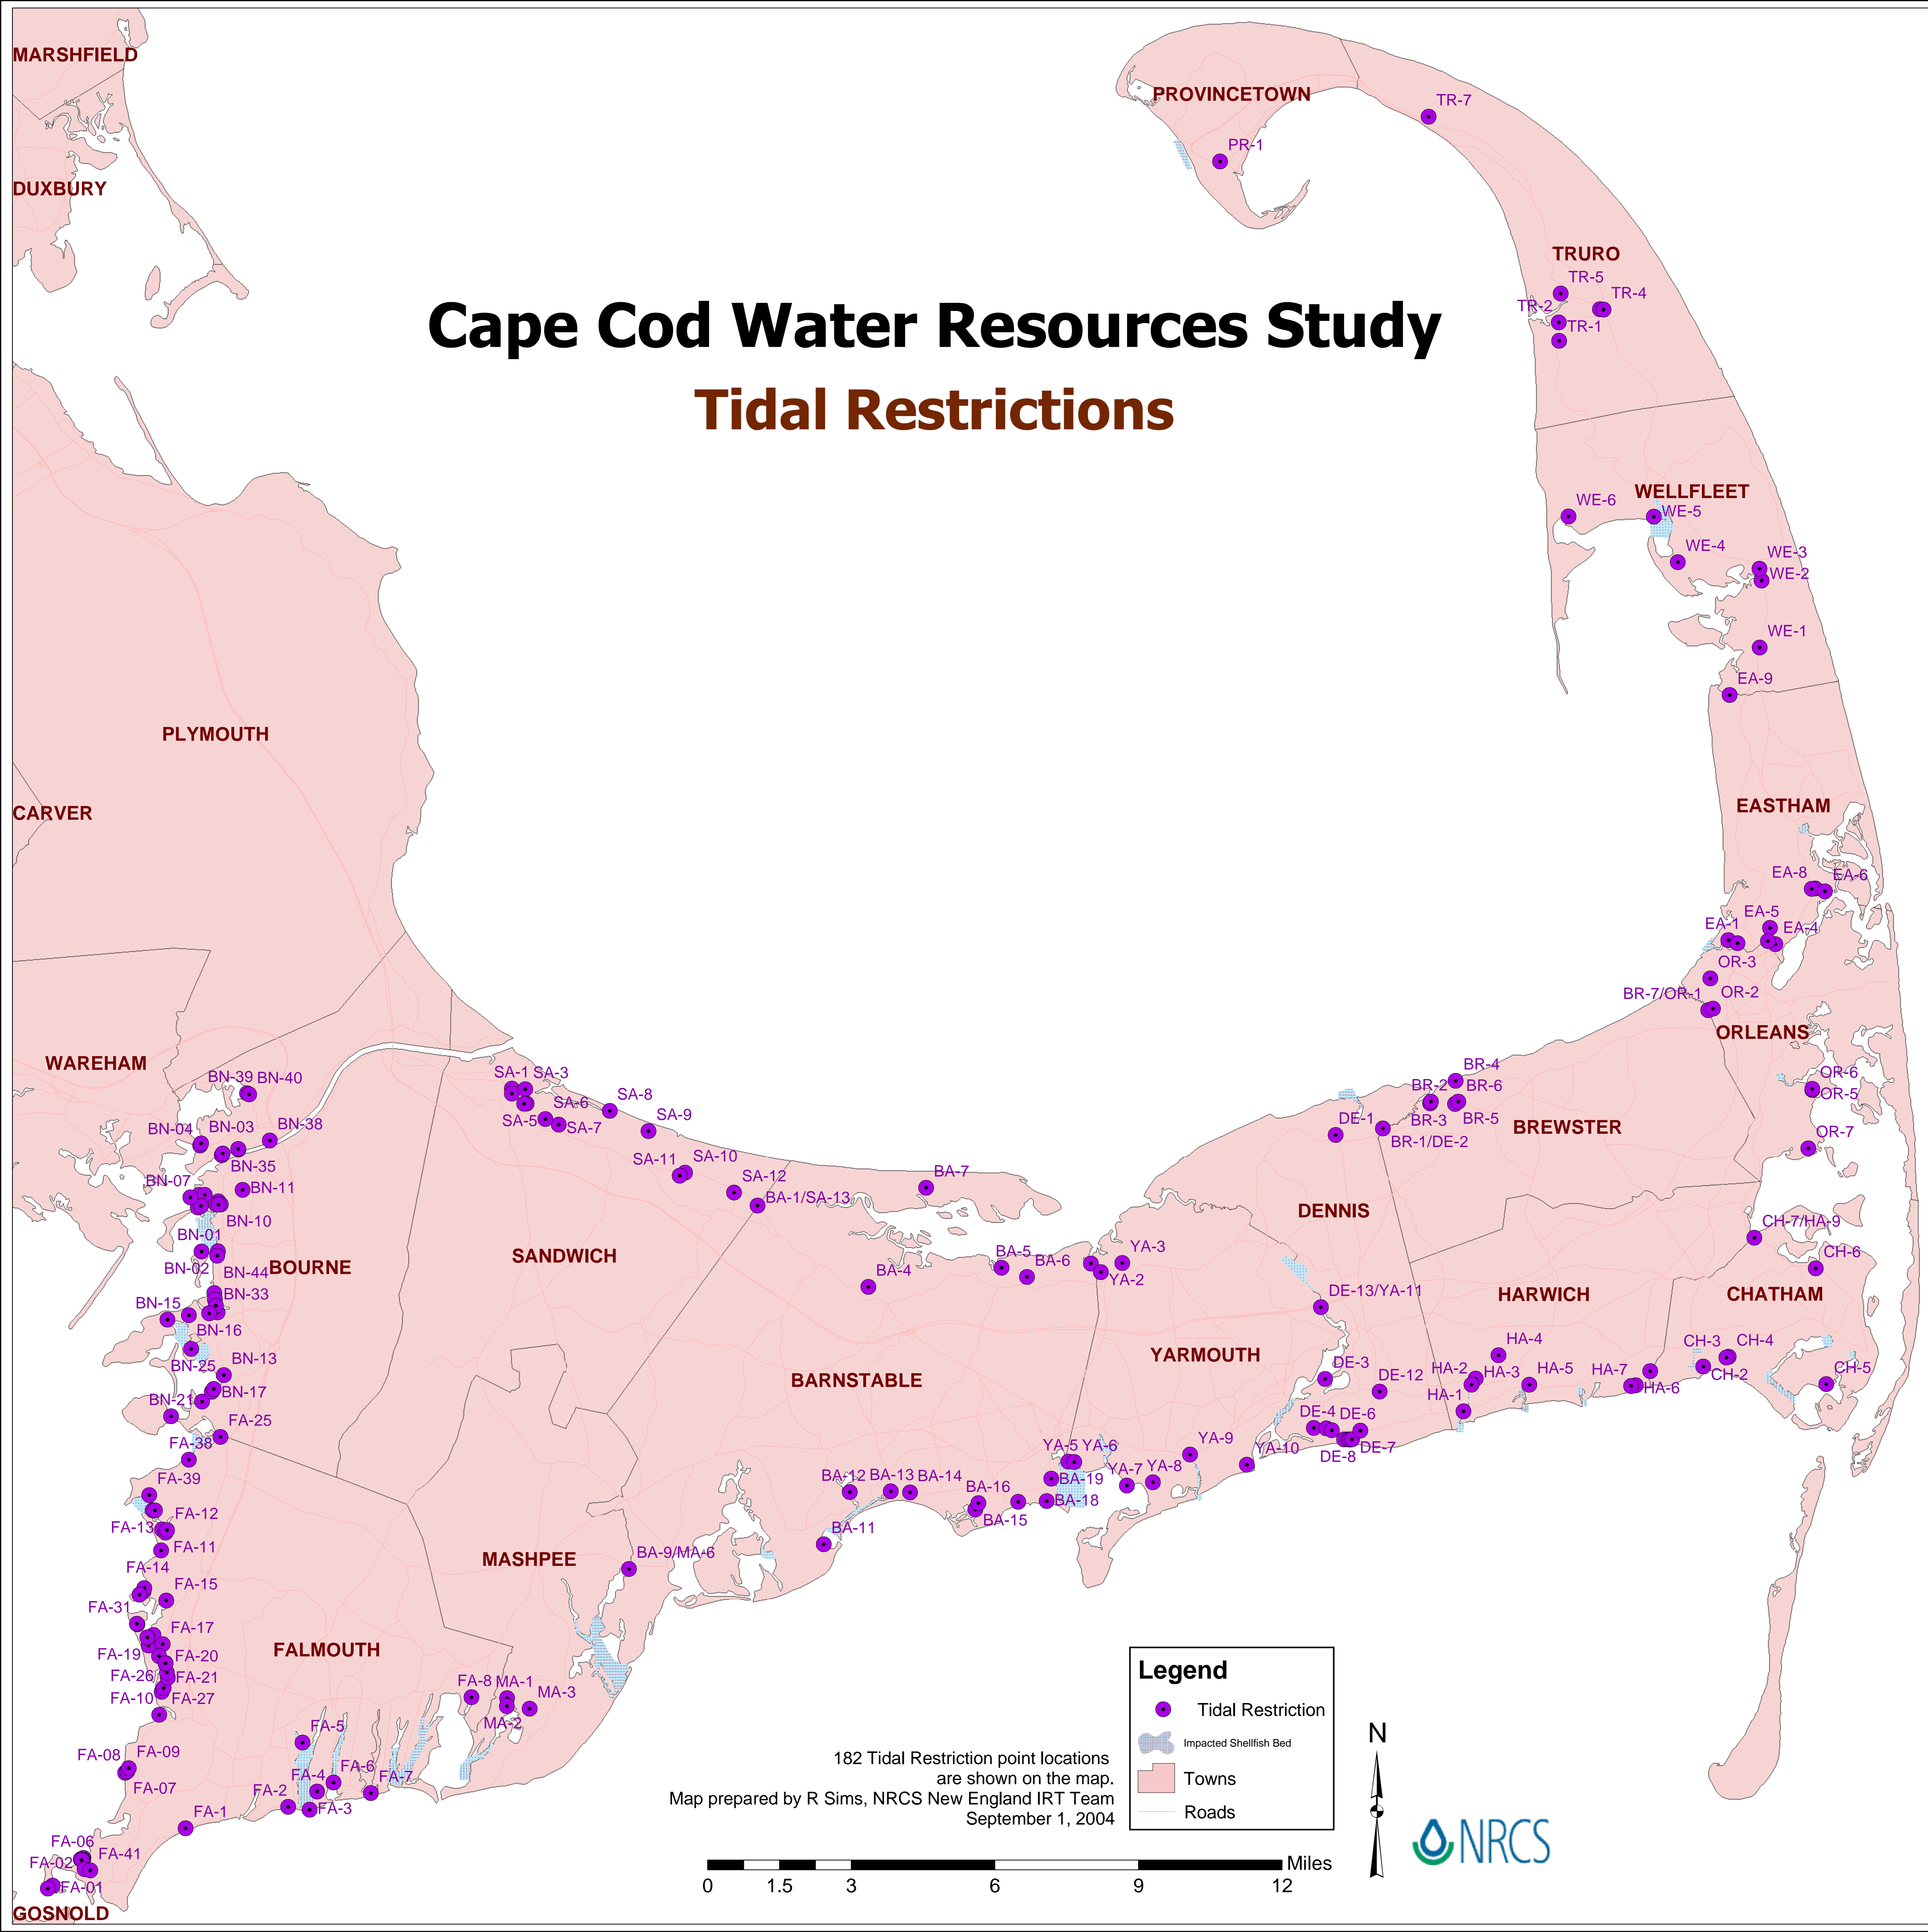 MARSHFIELD
PROVINCETOWN
TR-7
PR-1
DUXBURY
TRURO
TR-5
TR-4
TR-2
TR-1
Cape Cod Water Resources Study
Tidal Restrictions
WELLFLEET
WE-6
WE-5
WE-4
WE-3
WE-2
WE-1
EA-9
PLYMOUTH
CARVER
EASTHAM
EA-8
EA-6
EA-5
EA-1
EA-4
OR-3
BR-7/OR-1
OR-2
ORLEANS
WAREHAM
BN-39
BN-40
SA-1
SA-3
BR-4
OR-6
BR-2
BR-6
OR-5
SA-8
SA-6
SA-5
SA-7
SA-9
BN-04
BN-03
BN-38
DE-1
BR-3
BR-5
BREWSTER
BR-1/DE-2
OR-7
BN-35
SA-11
SA-10
BN-07
BN-11
SA-12
BA-1/SA-13
BA-7
BN-10
DENNIS
CH-7/HA-9
BN-01
BN-02
BN-44
BOURNE
SANDWICH
BA-5
BA-6
YA-3
YA-2
BA-4
CH-6
BN-33
DE-13/YA-11
HARWICH
CHATHAM
BN-15
BN-16
HA-4
CH-3
CH-4
BN-25
BN-13
YARMOUTH
DE-3
HA-2
HA-3
HA-5
HA-7
CH-2
CH-5
BARNSTABLE
DE-12
HA-1
HA-6
BN-21
BN-17
FA-25
DE-4
DE-6
FA-38
DE-8
DE-7
YA-5
YA-6
YA-9
YA-10
FA-39
BA-12
BA-13
BA-14
BA-16
BA-19
YA-7
YA-8
BA-18
FA-12
FA-13
BA-15
BA-11
FA-11
MASHPEE
BA-9/MA-6
FA-14
FA-15
FA-31
FA-17
FALMOUTH
FA-19
FA-20
FA-26
FA-21
FA-10
FA-27
FA-8
MA-1
MA-3
MA-2
FA-5
FA-08
FA-09
FA-07
FA-4
FA-6
FA-7
FA-2
FA-3
FA-1
FA-06
FA-41
FA-02
FA-01
GOSNOLD
Legend
Tidal Restriction
Impacted Shellfish Bed
Towns
Roads
182 Tidal Restriction point locations
are shown on the map.
Map prepared by R Sims, NRCS New England IRT Team
September 1, 2004
N
NRCS
Miles
0 1.5 3 6 9 12